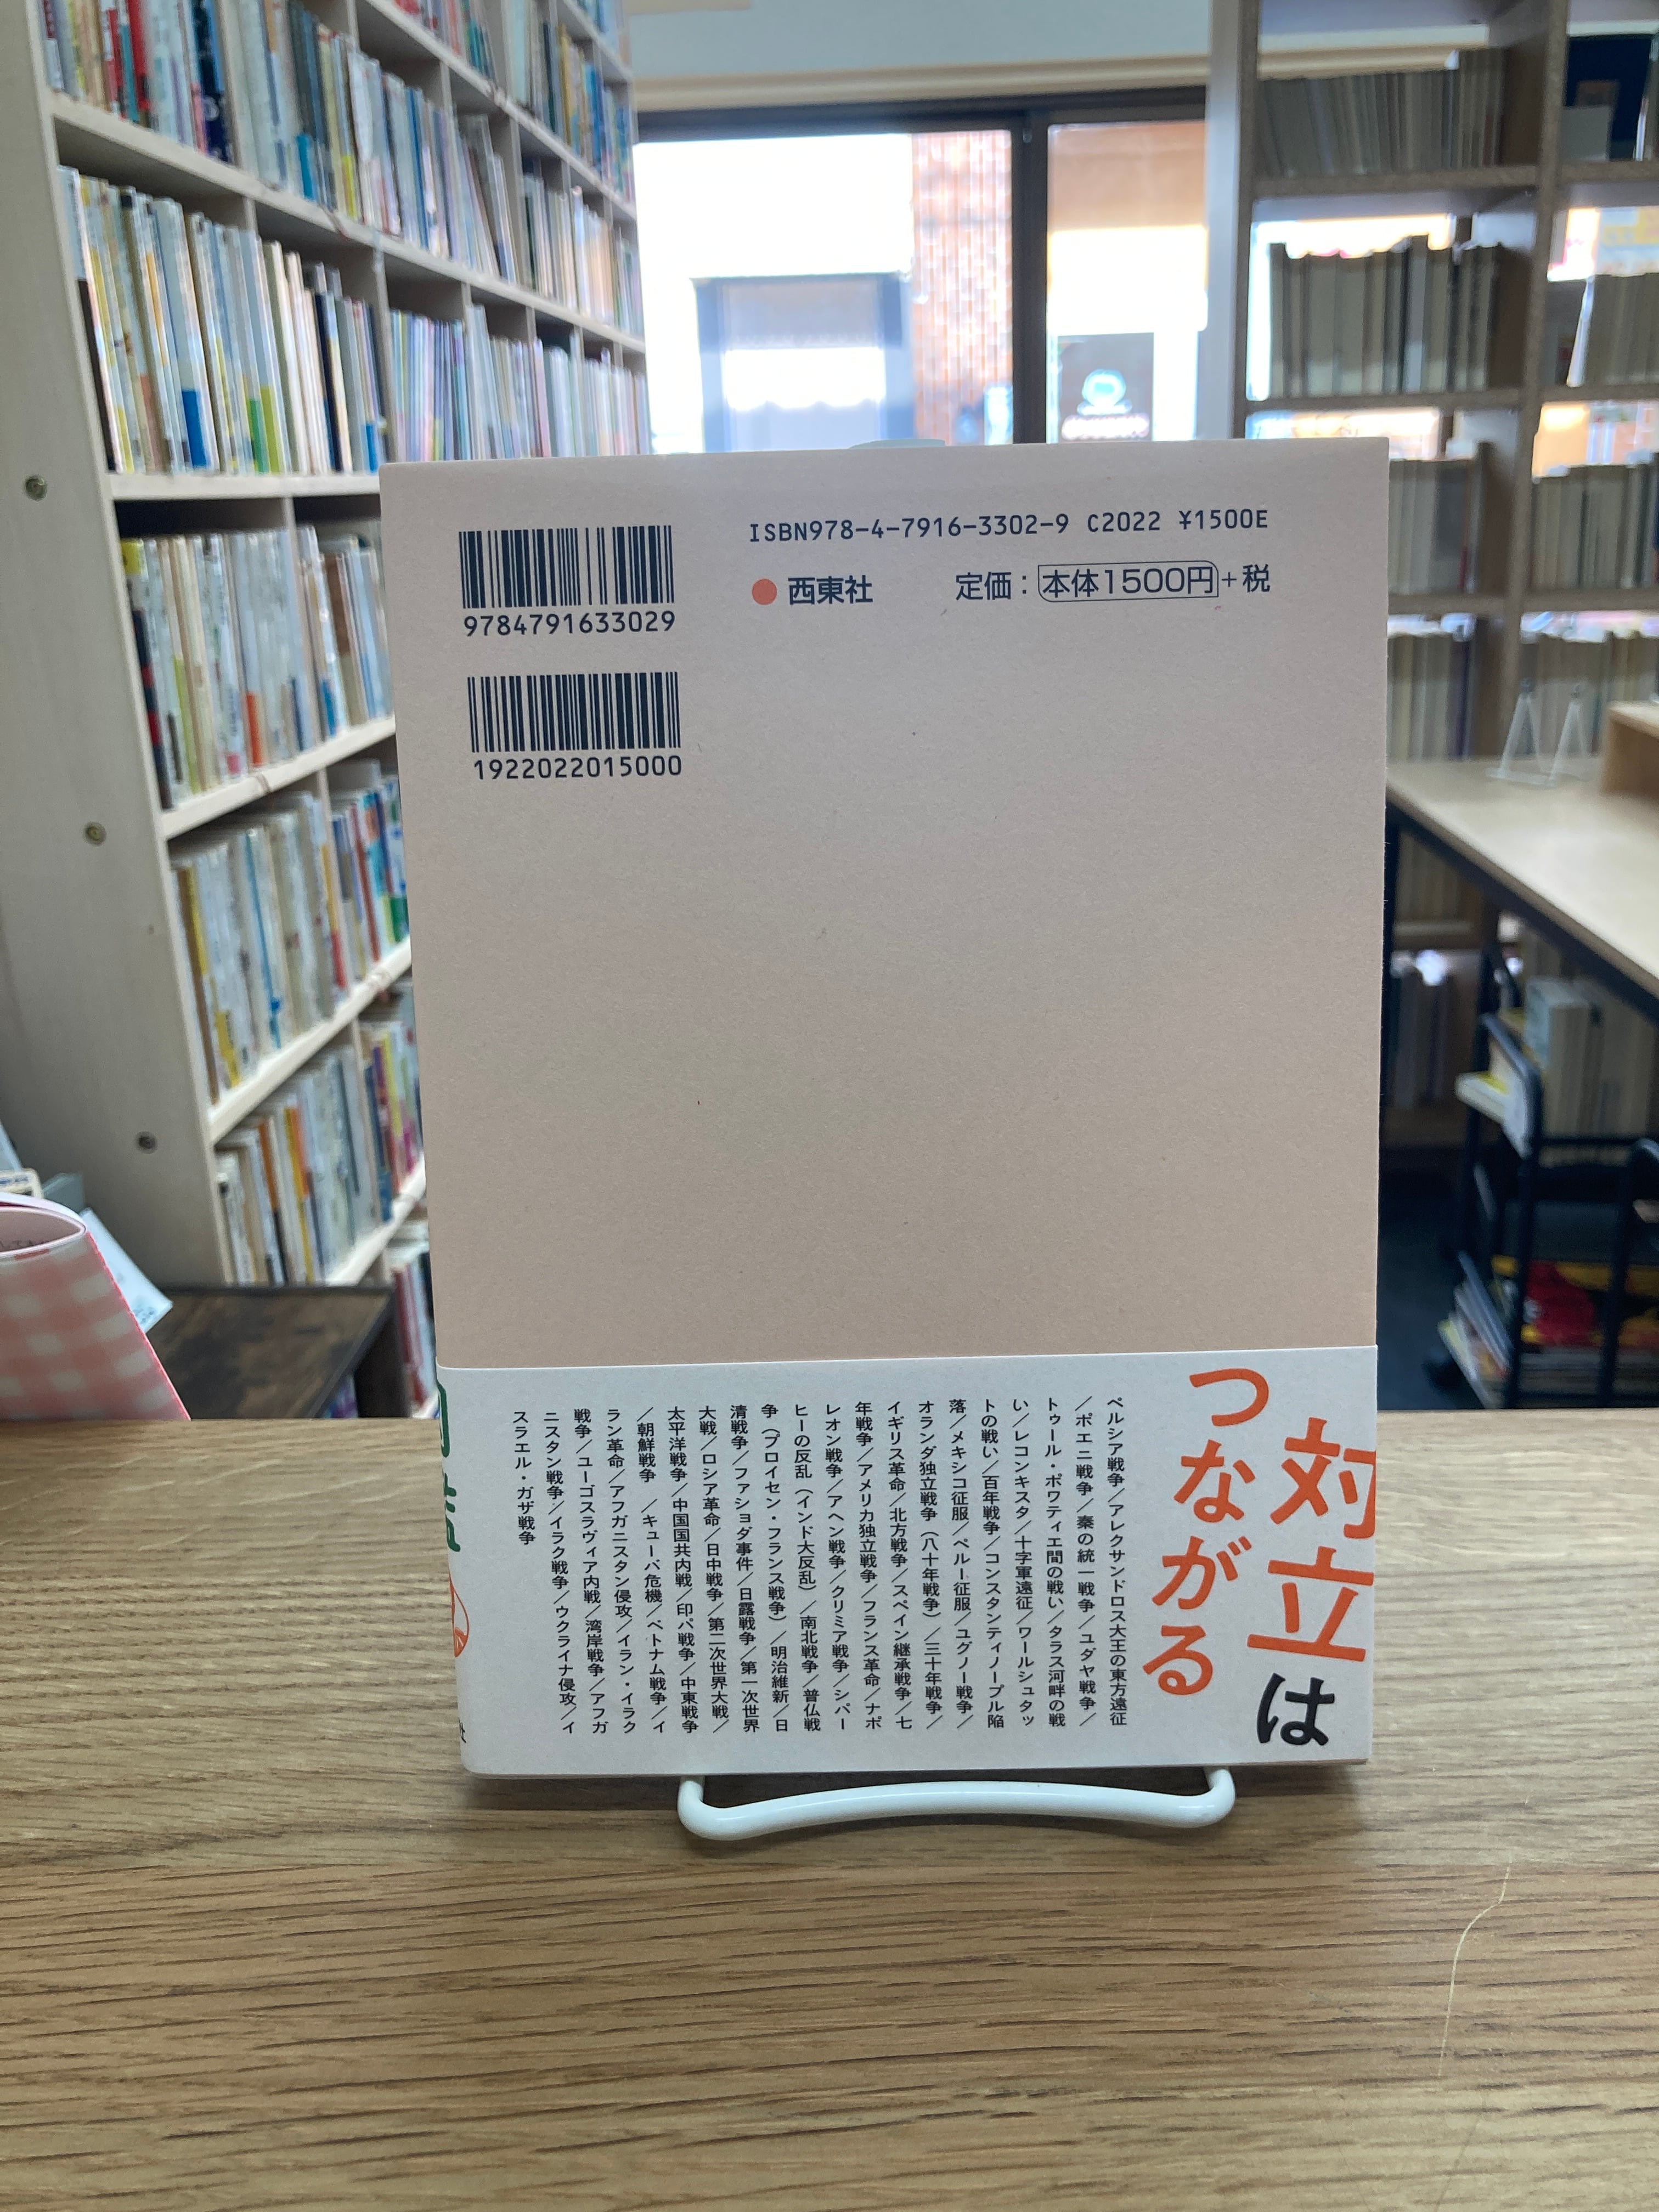 ISBN978-4-7916-3302-9 C2022 ¥1500E
西東社 定価：本体1500円+税
9784791633029
1922022015000
対立は
つながる
ペルシア戦争／アレクサンドロス大王の東方遠征
／ポエニ戦争／秦の統一戦争／ユダヤ戦争／
トゥール・ポワティエ間の戦い／タラス河畔の戦
い／レコンキスタ／十字軍遠征／ワールシュタッ
トの戦い／百年戦争／コンスタンティノープル陥
落／メキシコ征服／ペルー征服／ユグノー戦争／
オランダ独立戦争（八十年戦争）／三十年戦争／
イギリス革命／北方戦争／スペイン継承戦争／七
年戦争／アメリカ独立戦争／フランス革命／ナポ
レオン戦争／アヘン戦争／クリミア戦争／シパー
ヒーの反乱（インド大反乱）／南北戦争／普仏戦
争（プロイセン・フランス戦争）／明治維新／日
清戦争／ファショダ事件／日露戦争／第一次世界
大戦／ロシア革命／日中戦争／第二次世界大戦／
太平洋戦争／中国国共内戦／印パ戦争／中東戦争
／朝鮮戦争／キューバ危機／ベトナム戦争／イ
ラン革命／アフガニスタン侵攻／イラン・イラク
戦争／ユーゴスラヴィア内戦／湾岸戦争／アフガ
ニスタン戦争／イラク戦争／ウクライナ侵攻／イ
スラエル・ガザ戦争